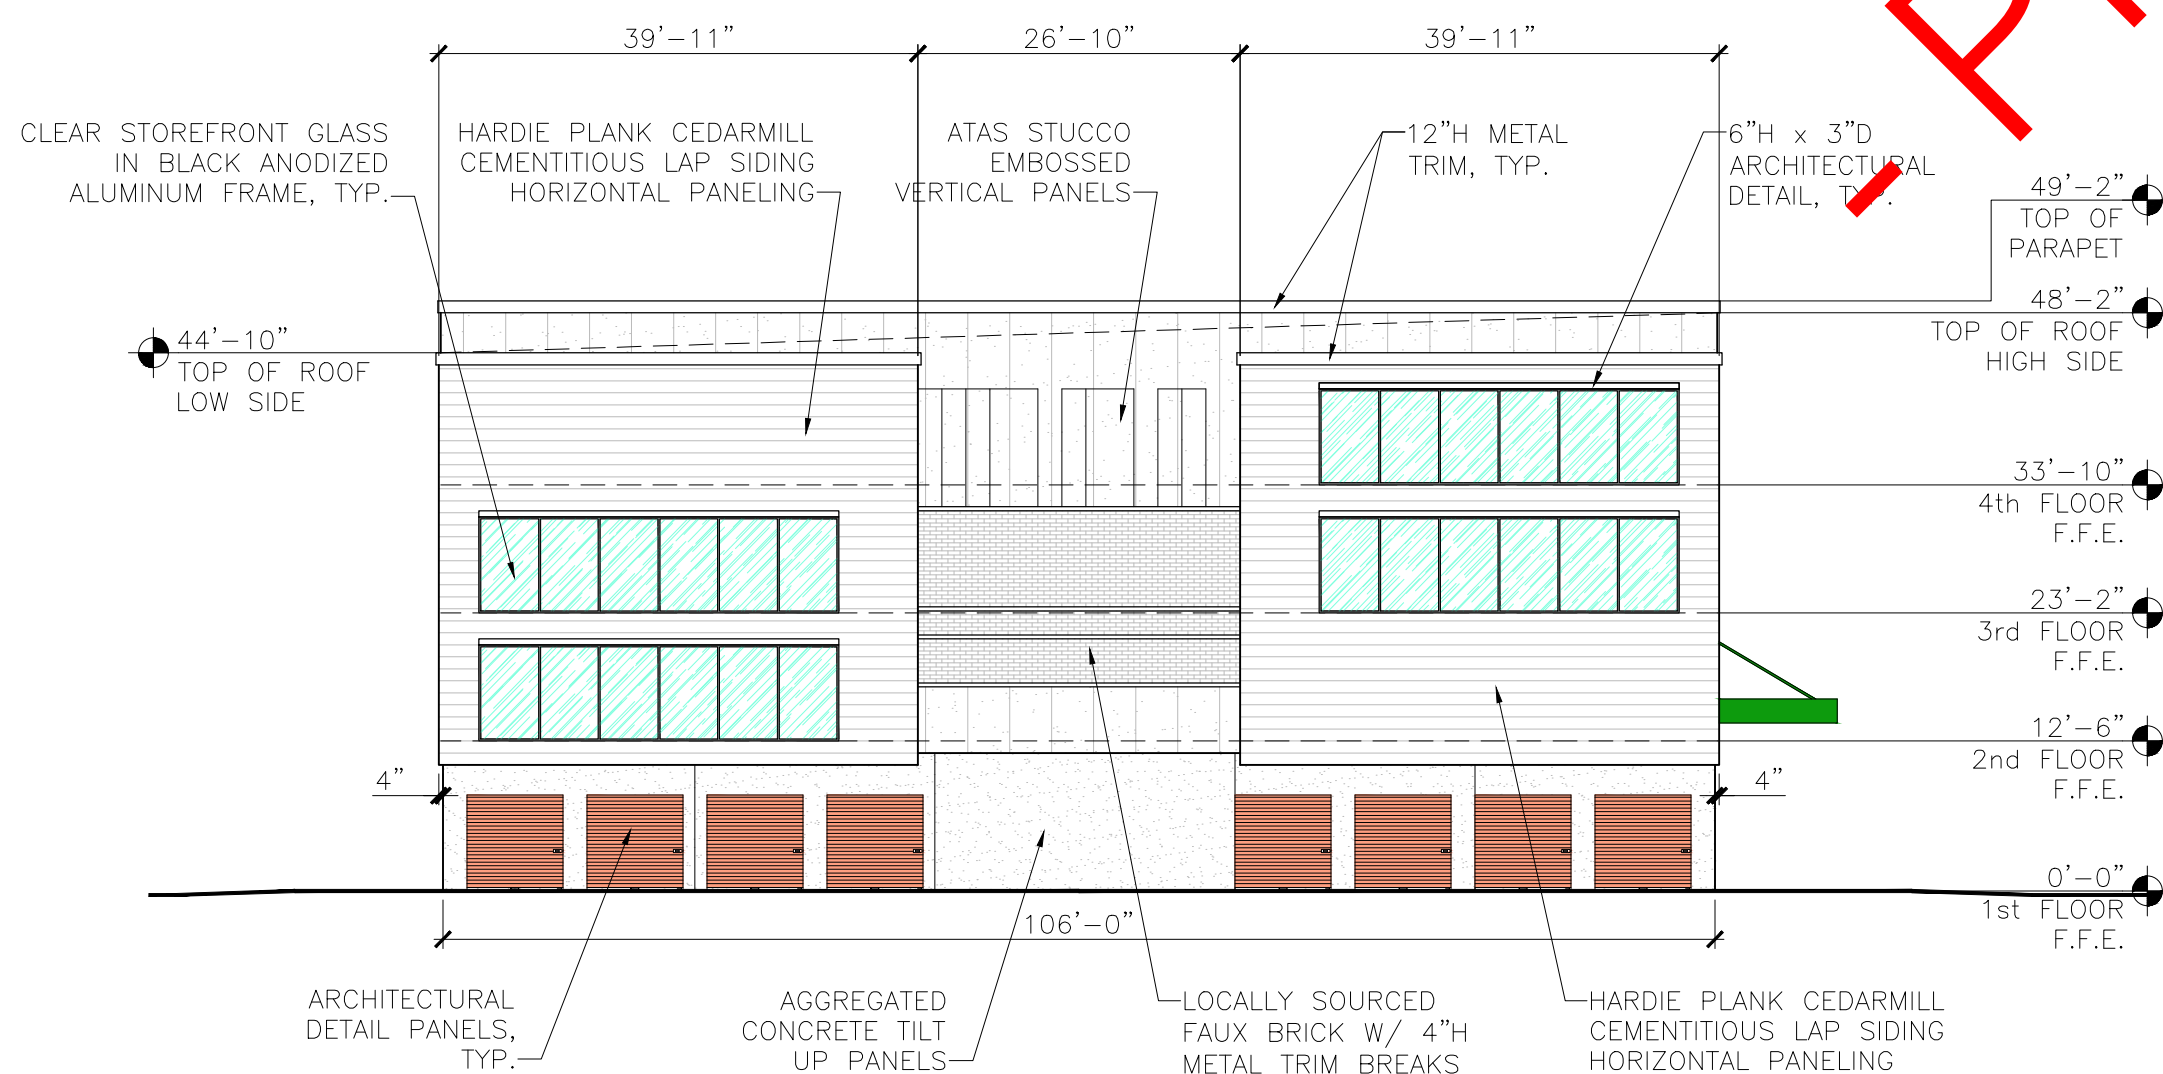 39'-11"
26'-10"
39'-11"
CLEAR STOREFRONT GLASS
IN BLACK ANODIZED
ALUMINUM FRAME, TYP.
HARDIE PLANK CEDARMILL
CEMENTITIOUS LAP SIDING
HORIZONTAL PANELING
ATAS STUCCO
EMBOSSED
VERTICAL PANELS
12"H METAL
TRIM, TYP.
6"H x 3"D
ARCHITECTURAL
DETAIL, TYP.
49'-2"
TOP OF
PARAPET
48'-2"
TOP OF ROOF
HIGH SIDE
44'-10"
TOP OF ROOF
LOW SIDE
33'-10"
4th FLOOR
F.F.E.
23'-2"
3rd FLOOR
F.F.E.
12'-6"
2nd FLOOR
F.F.E.
4"
4"
0'-0"
1st FLOOR
F.F.E.
106'-0"
ARCHITECTURAL
DETAIL PANELS,
TYP.
AGGREGATED
CONCRETE TILT
UP PANELS
LOCALLY SOURCED
FAUX BRICK W/ 4"H
METAL TRIM BREAKS
HARDIE PLANK CEDARMILL
CEMENTITIOUS LAP SIDING
HORIZONTAL PANELING